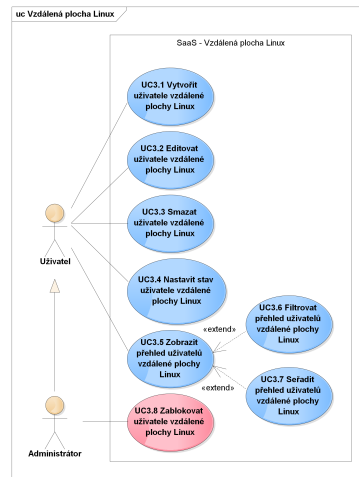 uc Vzdálená plocha Linux
SaaS - Vzdálená plocha Linux
UC3.1 Vytvořit
uživatele vzdálené
plochy Linux
UC3.2 Editovat
uživatele vzdálené
plochy Linux
UC3.3 Smazat
uživatele vzdálené
plochy Linux
Uživatel
UC3.4 Nastavit stav
uživatele vzdálené
plochy Linux
UC3.6 Filtrovat
přehled uživatelů
vzdálené plochy
Linux
«extend»
UC3.5 Zobrazit
přehled uživatelů
vzdálené plochy
Linux
«extend»
UC3.7 Seřadit
přehled uživatelů
vzdálené plochy
Linux
UC3.8 Zablokovat
uživatele vzdálené
plochy Linux
Administrátor